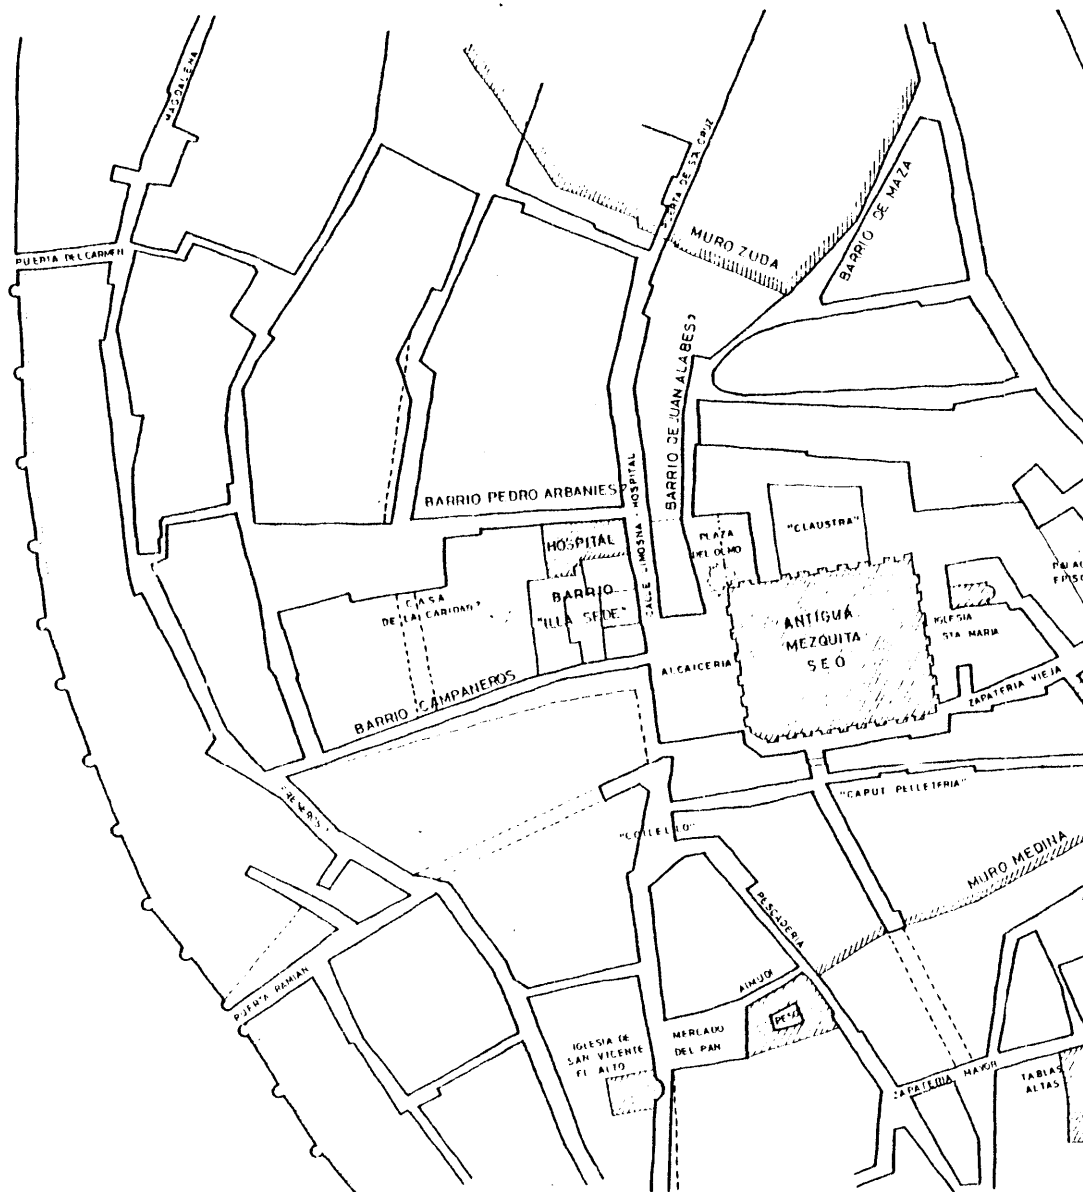 MAGDALENA
PUERTA DE STA CRUZ
BARRIO DE MAZA
MURO ZUDA
PUERTA DEL CARMEN
BARRIO DE JUAN ALABES?
BARRIO PEDRO ARBANIES?
CALLE LIMOSNA - HOSPITAL
"CLAUSTRA"
PLAZA
DEL OLMO
HOSPITAL
BARRIO
"ILLA SEDE"
CASA
DE LA CARIDAD?
ANTIGUA
MEZQUITA
SEO
IGLESIA
STA MARIA
ALCAICERIA
BARRIO CAMPANEROS
ZAPATERIA VIEJA
"CAPUT PELLETERIA"
MURO MEDINA
PESCADERIA
ALMUDI
PESO
PUERTA RAMIAN
IGLESIA DE
SAN VICENTE
EL ALTO
MERCADO
DEL PAN
ZAPATERIA MAYOR
TABLAS
ALTAS